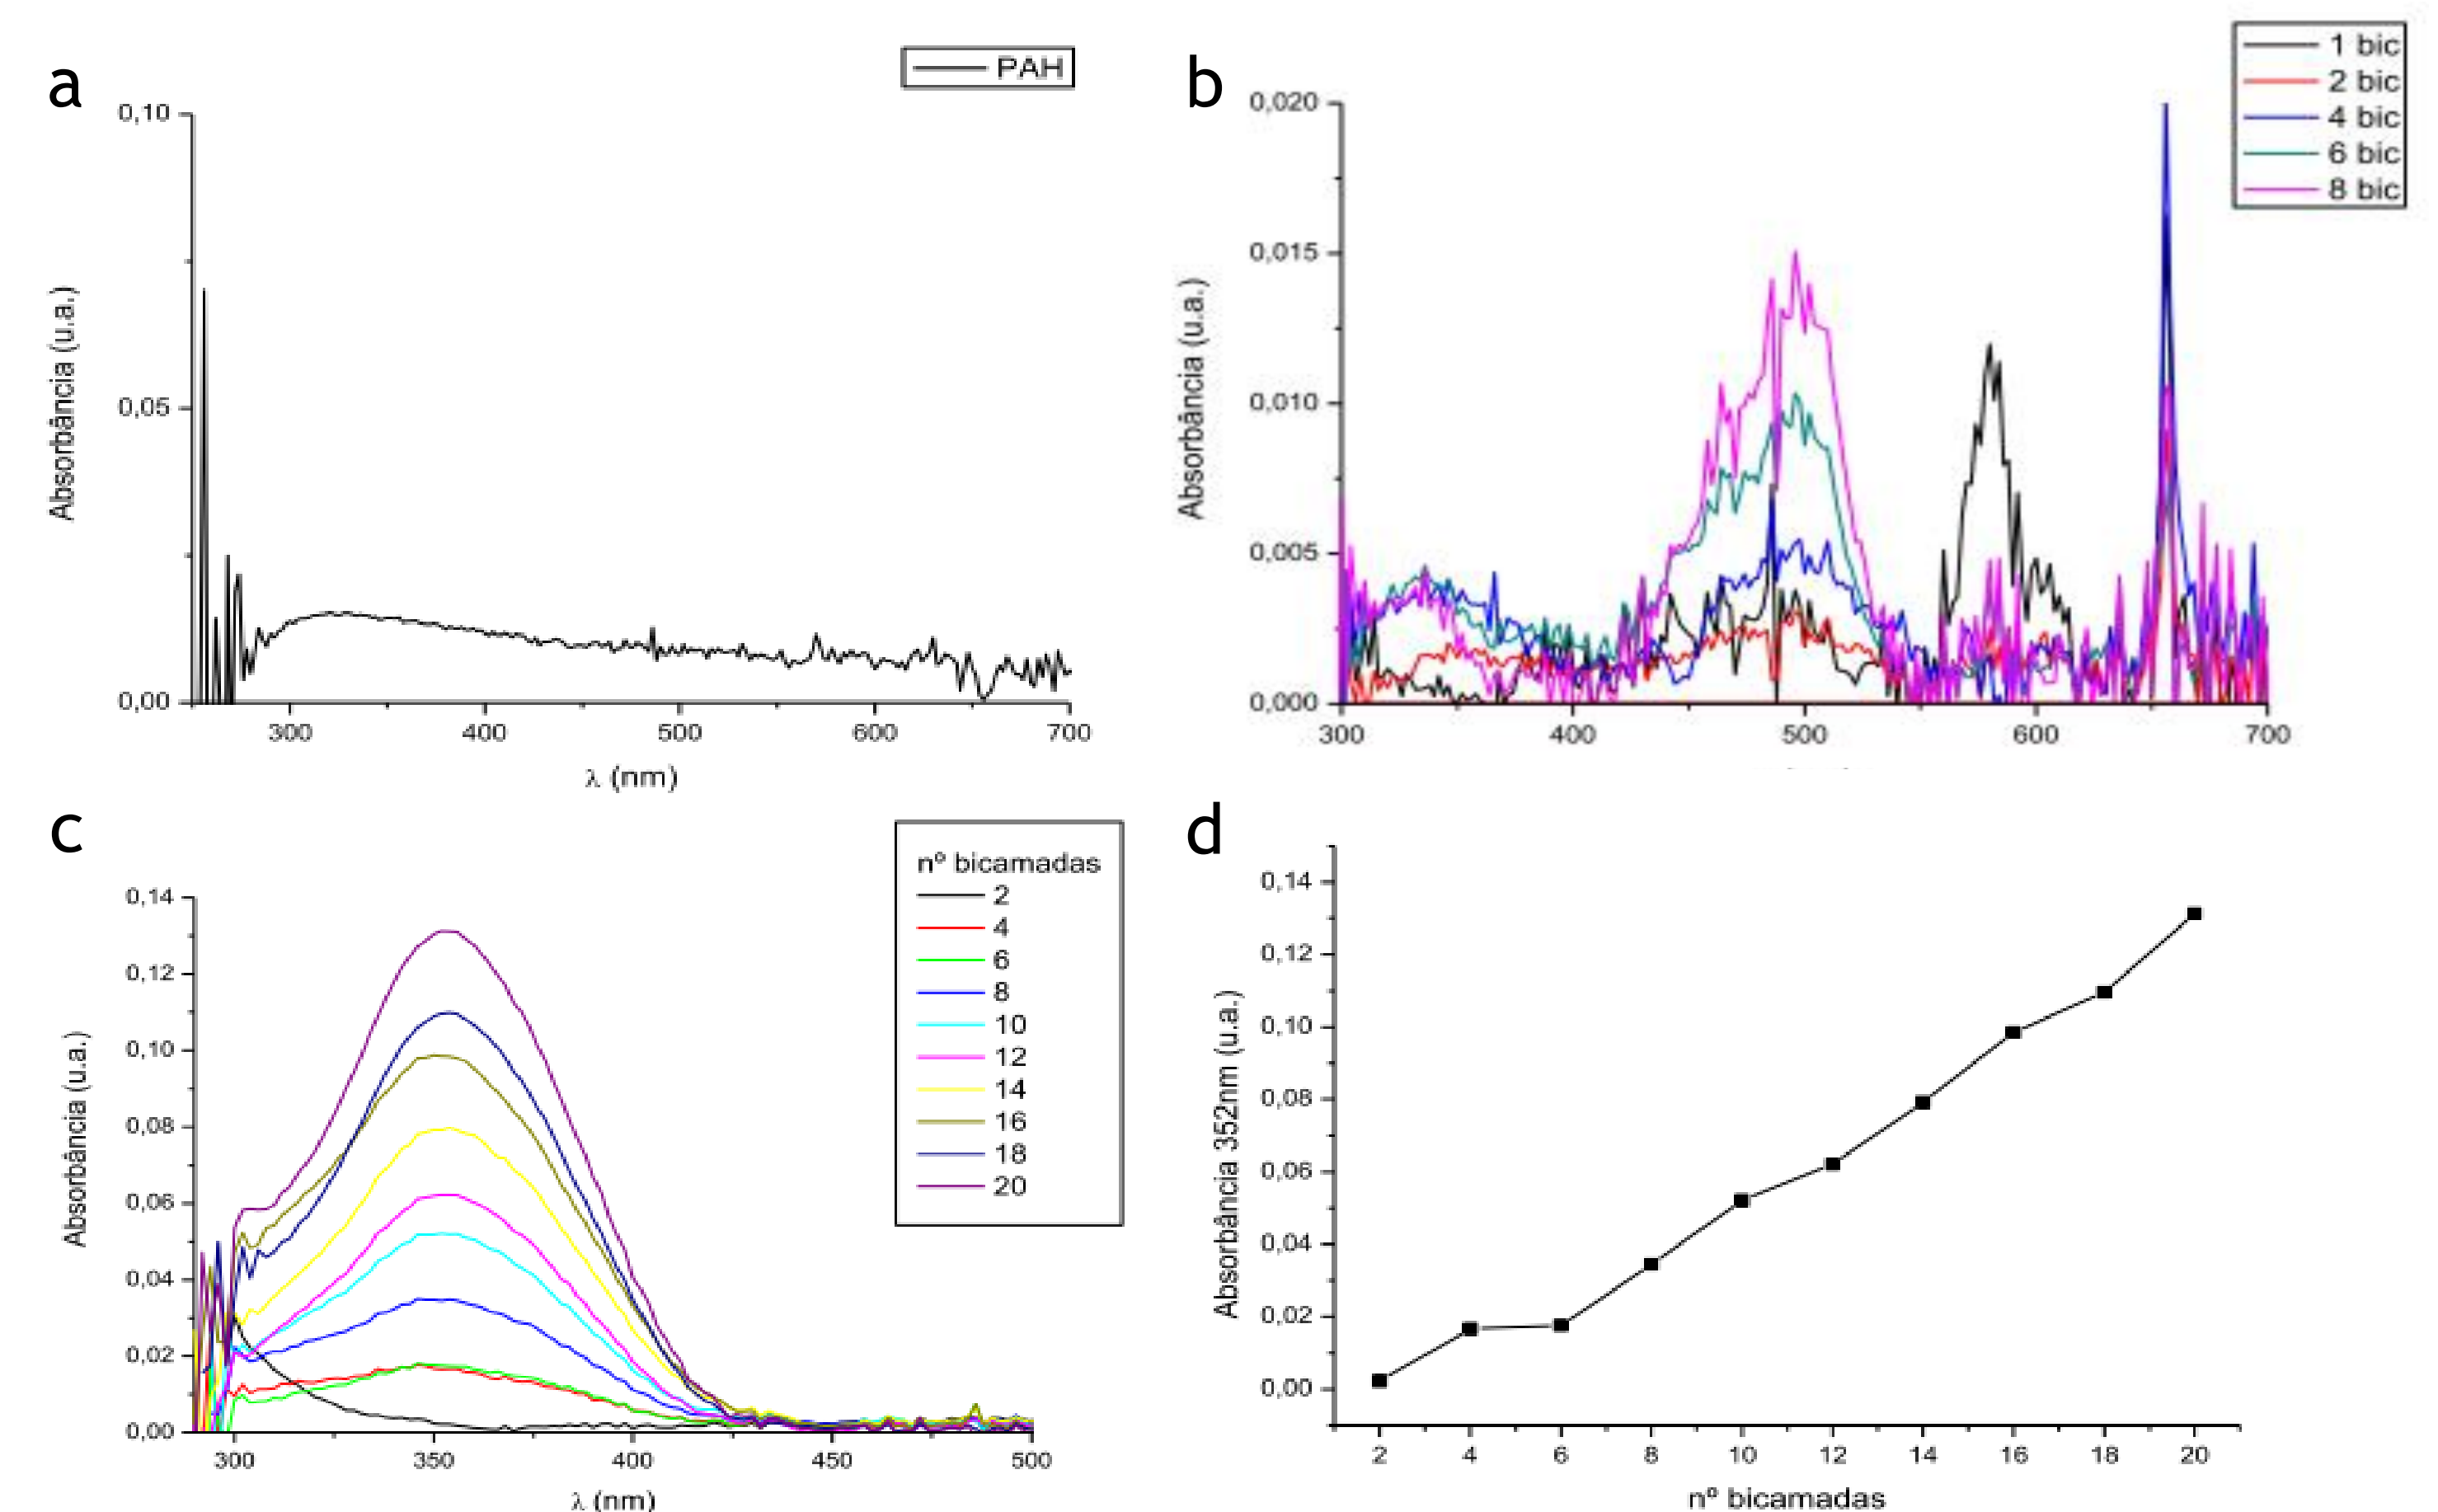 a
PAH
0,10
0,05
0,00
Absorbância (u.a.)
300 400 500 600 700
λ (nm)
b
1 bic
2 bic
4 bic
6 bic
8 bic
0,020
0,015
0,010
0,005
0,000
Absorbância (u.a.)
300 400 500 600 700
c
nº bicamadas
2
4
6
8
10
12
14
16
18
20
0,14
0,12
0,10
0,08
0,06
0,04
0,02
0,00
Absorbância (u.a.)
300 350 400 450 500
λ (nm)
d
0,14
0,12
0,10
0,08
0,06
0,04
0,02
0,00
Absorbância 352nm (u.a.)
2 4 6 8 10 12 14 16 18 20
nº bicamadas